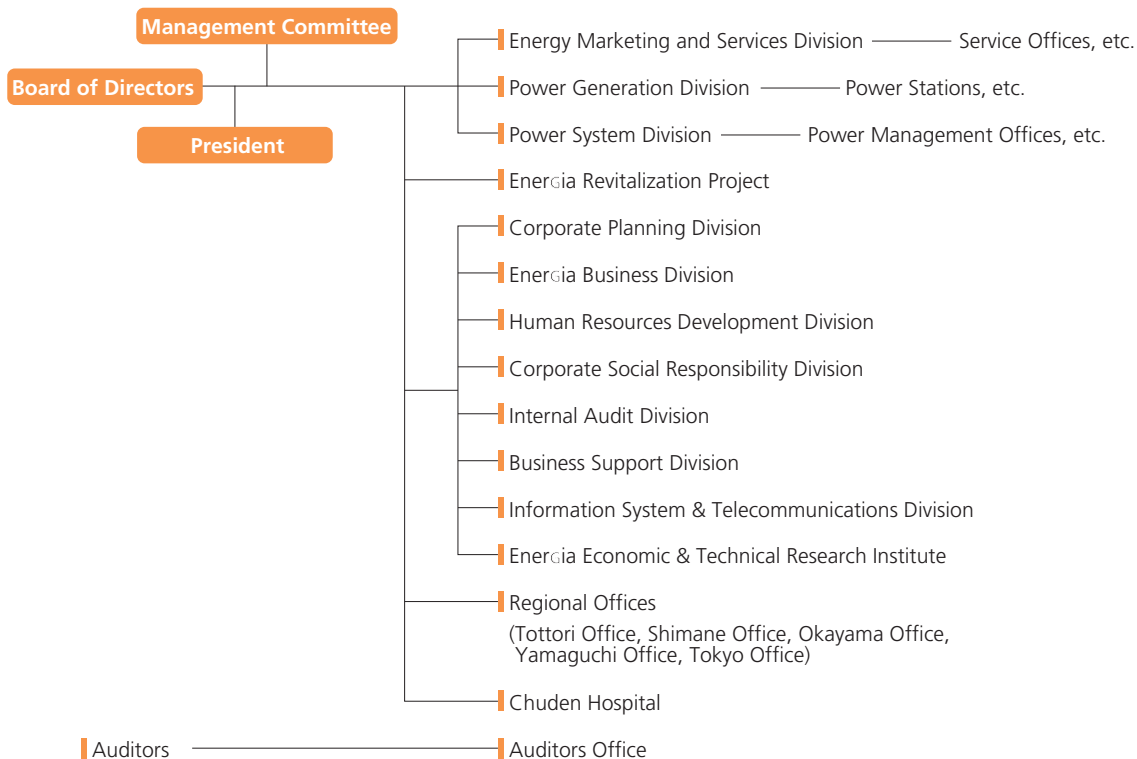 Management Committee
Board of Directors
President
Energy Marketing and Services Division
Service Offices, etc.
Power Generation Division
Power Stations, etc.
Power System Division
Power Management Offices, etc.
EnerGia Revitalization Project
Corporate Planning Division
EnerGia Business Division
Human Resources Development Division
Corporate Social Responsibility Division
Internal Audit Division
Business Support Division
Information System & Telecommunications Division
EnerGia Economic & Technical Research Institute
Regional Offices
(Tottori Office, Shimane Office, Okayama Office,
Yamaguchi Office, Tokyo Office)
Chuden Hospital
Auditors
Auditors Office